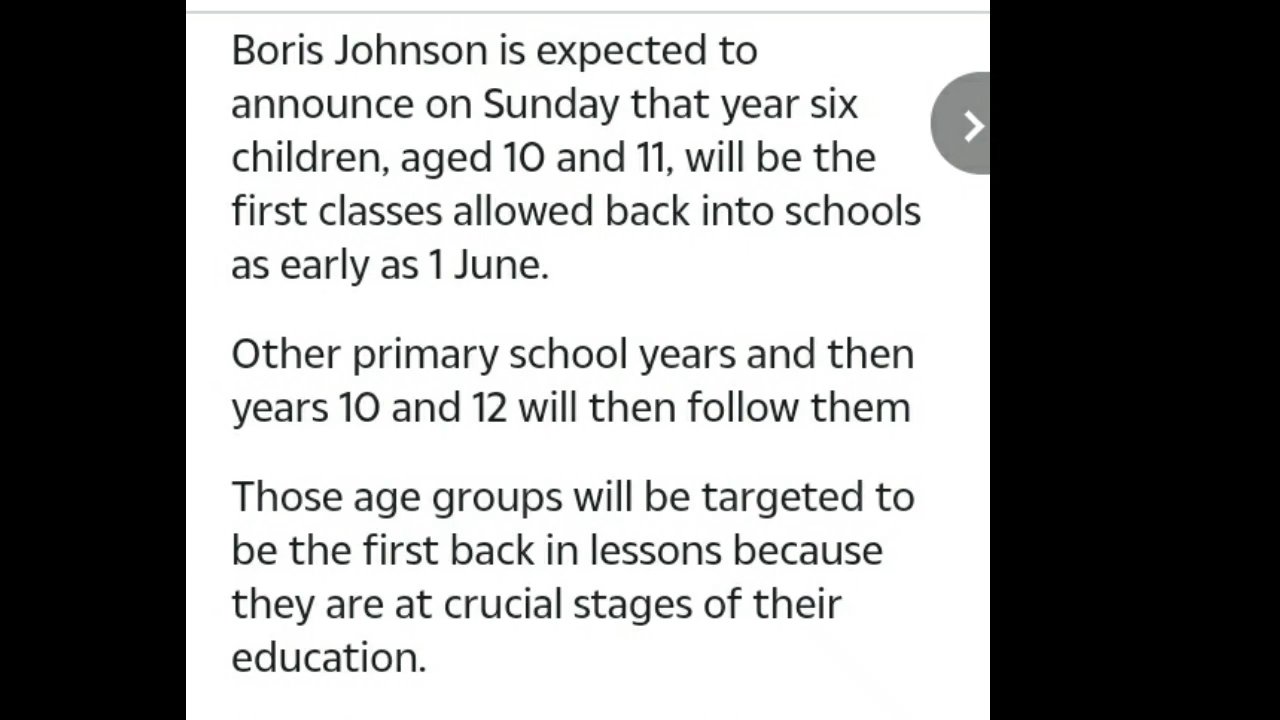 Boris Johnson is expected to
announce on Sunday that year six
children, aged 10 and 11, will be the
first classes allowed back into schools
as early as 1 June.
Other primary school years and then
years 10 and 12 will then follow them
Those age groups will be targeted to
be the first back in lessons because
they are at crucial stages of their
education.